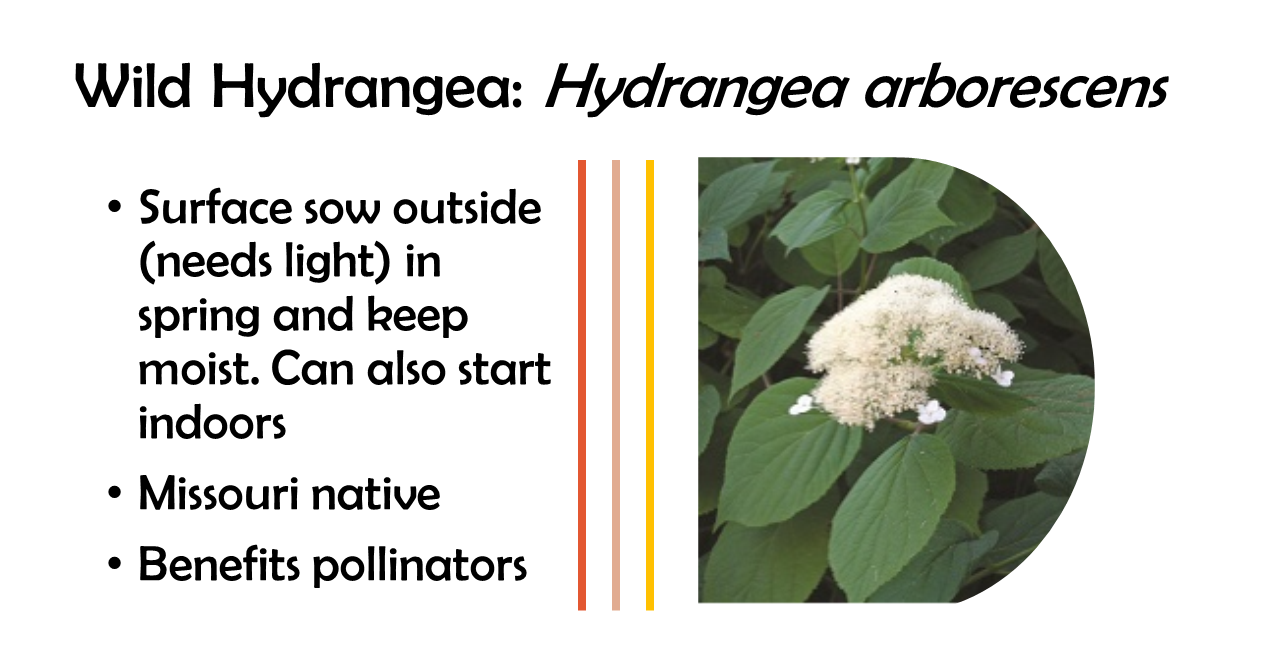 Wild Hydrangea: Hydrangea arborescens
• Surface sow outside
(needs light) in
spring and keep
moist. Can also start
indoors
• Missouri native
• Benefits pollinators